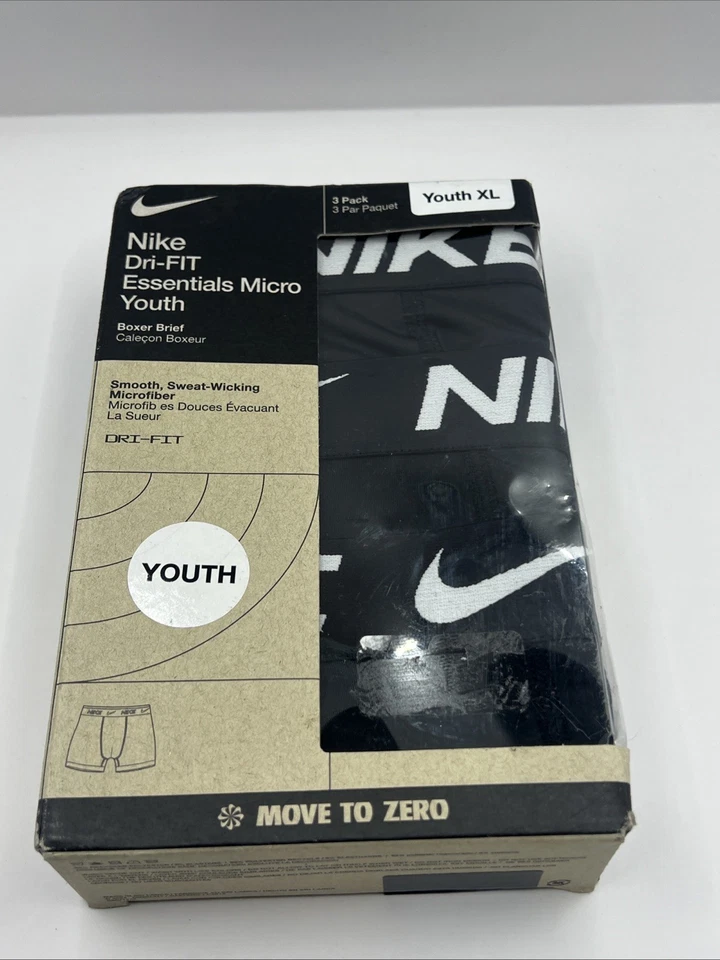 3 Pack
3 Par Paquet
Youth XL
Nike
Dri-FIT
Essentials Micro
Youth
Boxer Brief
Caleçon Boxeur
Smooth, Sweat-Wicking
Microfiber
Microfib es Douces Évacuant
La Sueur
DRI-FIT
YOUTH
NIKE
NI
MOVE TO ZERO